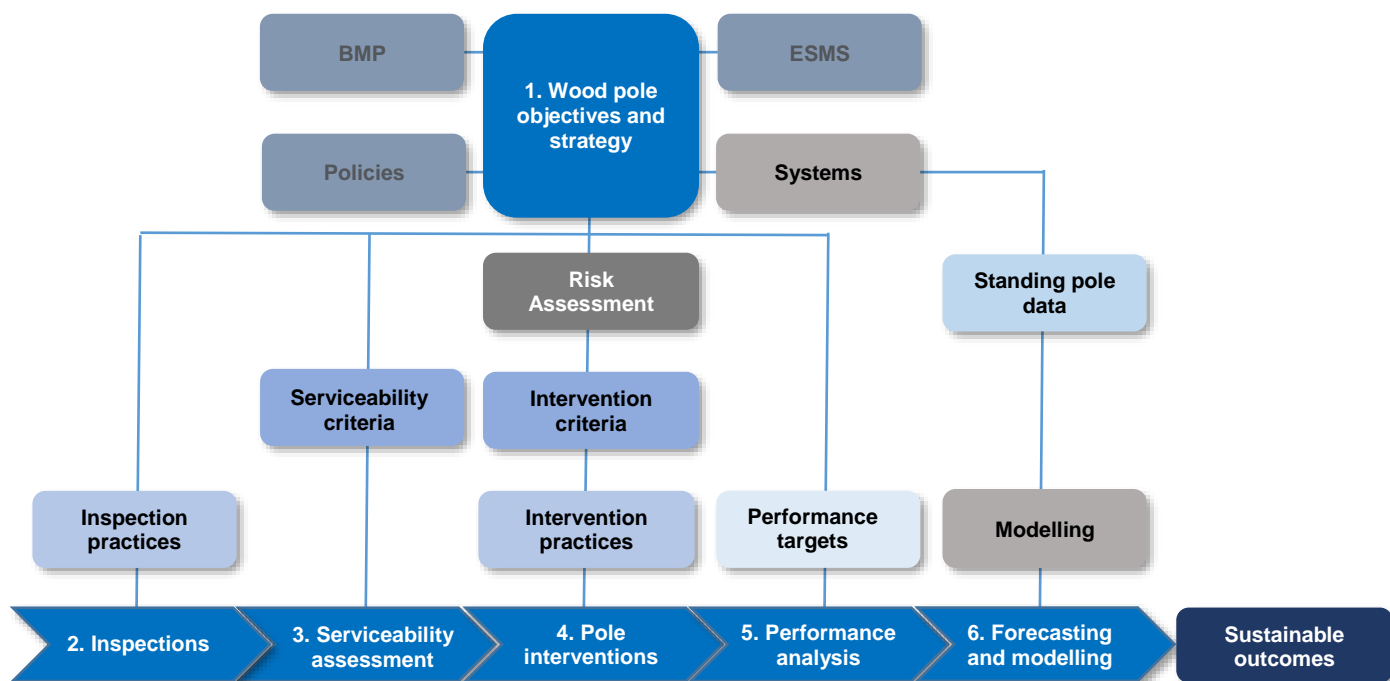 BMP
1. Wood pole
objectives and
strategy
ESMS
Policies
Systems
Risk
Assessment
Standing pole
data
Serviceability
criteria
Intervention
criteria
Inspection
practices
Intervention
practices
Performance
targets
Modelling
2. Inspections
3. Serviceability
assessment
4. Pole
interventions
5. Performance
analysis
6. Forecasting
and modelling
Sustainable
outcomes